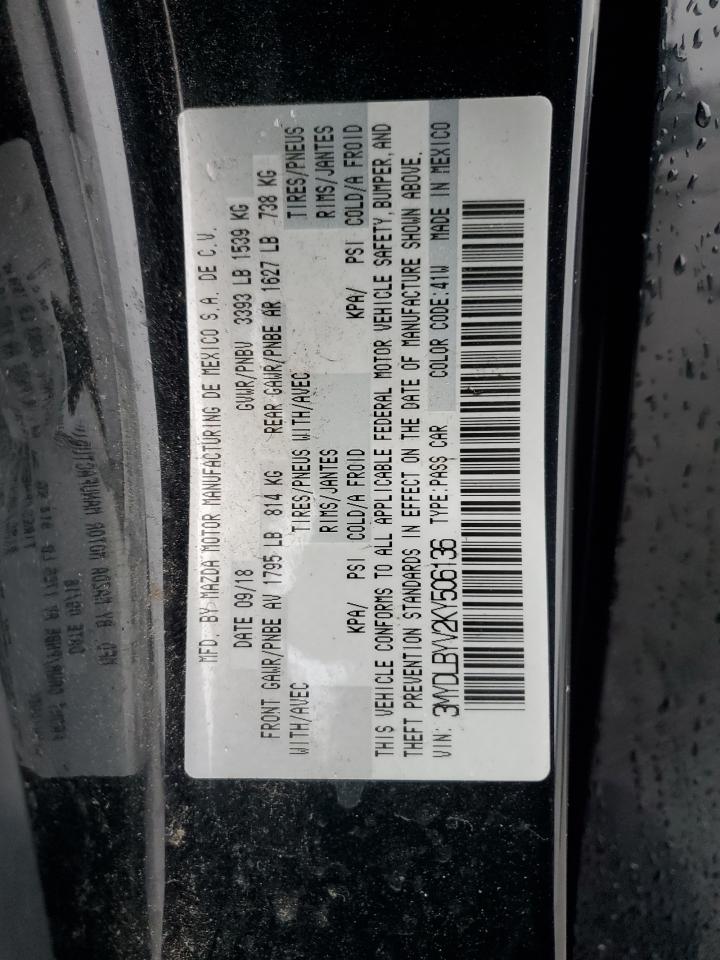 MFD. BY MAZDA MOTOR MANUFACTURING DE MEXICO S.A. DE C.V.
DATE 09/18 GVWR/PNBV 3393 LB 1539 KG
FRONT GAWR/PNBE AV 1795 LB 814 KG REAR GAWR/PNBE AR 1627 LB 738 KG
WITH/AVEC TIRES/PNEUS WITH/AVEC TIRES/PNEUS
RIMS/JANTES RIMS/JANTES
KPA/ PSI COLD/A FROID KPA/ PSI COLD/A FROID
THIS VEHICLE CONFORMS TO ALL APPLICABLE FEDERAL MOTOR VEHICLE SAFETY, BUMPER, AND
THEFT PREVENTION STANDARDS IN EFFECT ON THE DATE OF MANUFACTURE SHOWN ABOVE.
VIN: 3MYDLBYV2KY506136 TYPE:PASS CAR COLOR CODE:41W MADE IN MEXICO